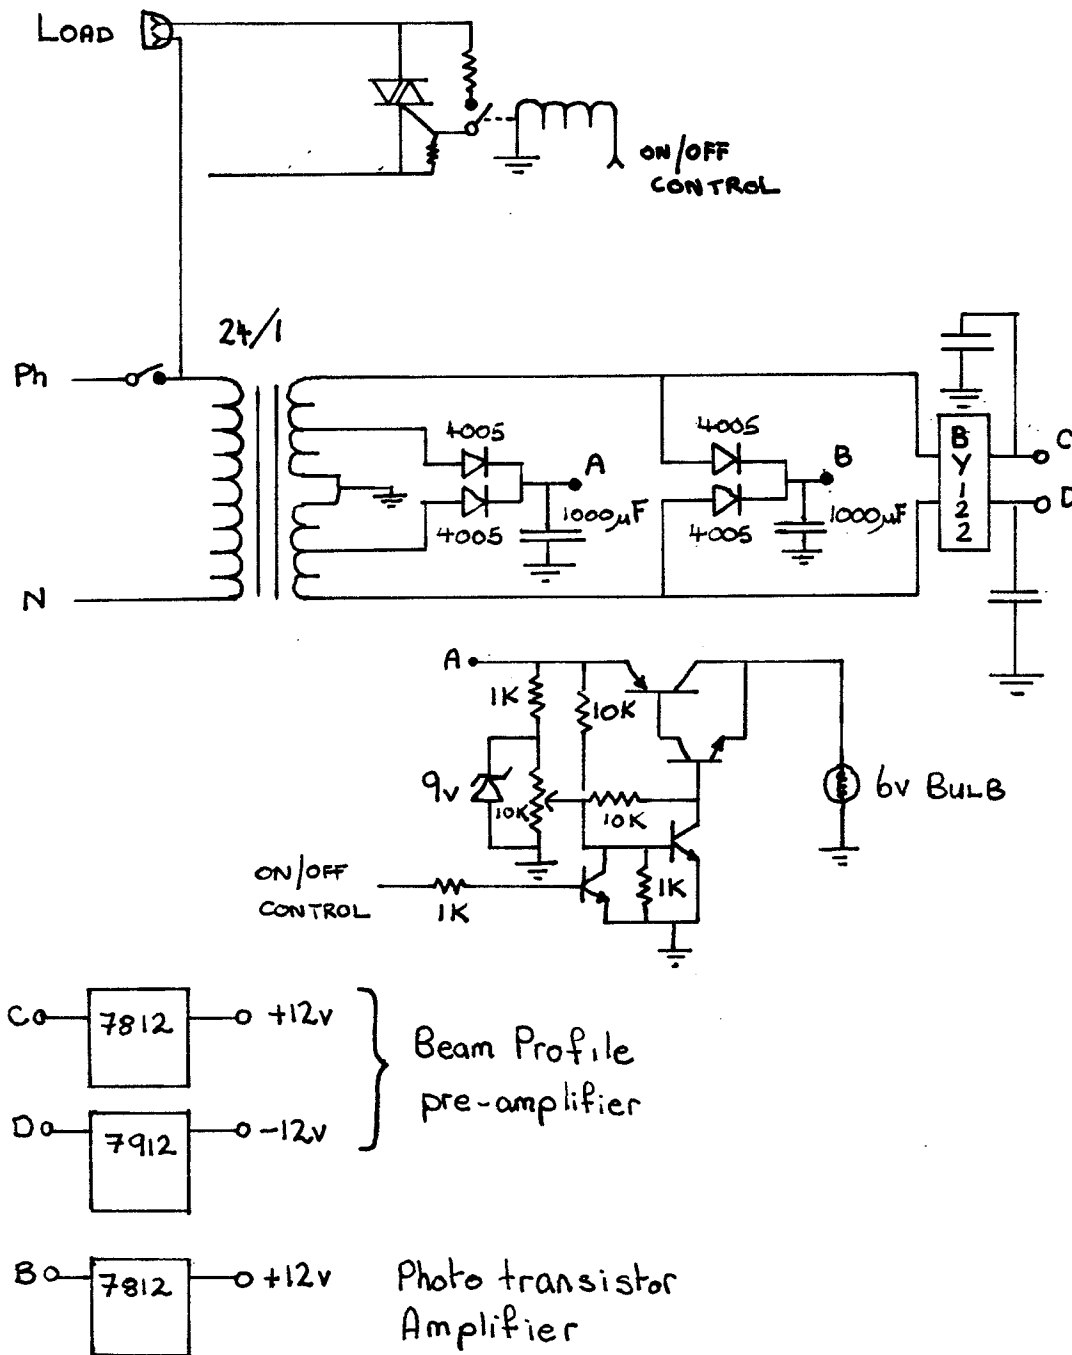 LOAD
ON/OFF
CONTROL
24/1
Ph
N
4005
4005
A
1000µF
4005
4005
B
1000µF
BY122
C
D
A
1K
10K
9v
10K
10K
6v BULB
ON/OFF
CONTROL
1K
1K
C
7812
+12v
D
7912
-12v
Beam Profile
pre-amplifier
B
7812
+12v
Photo transistor
Amplifier